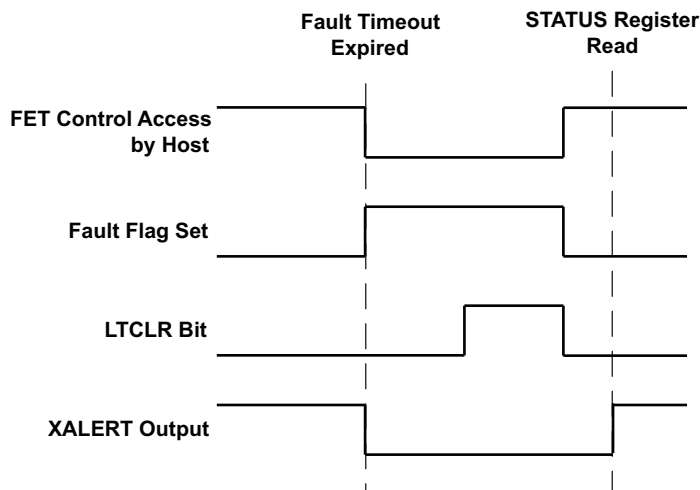 Fault Timeout
Expired
STATUS Register
Read
FET Control Access
by Host
Fault Flag Set
LTCLR Bit
XALERT Output